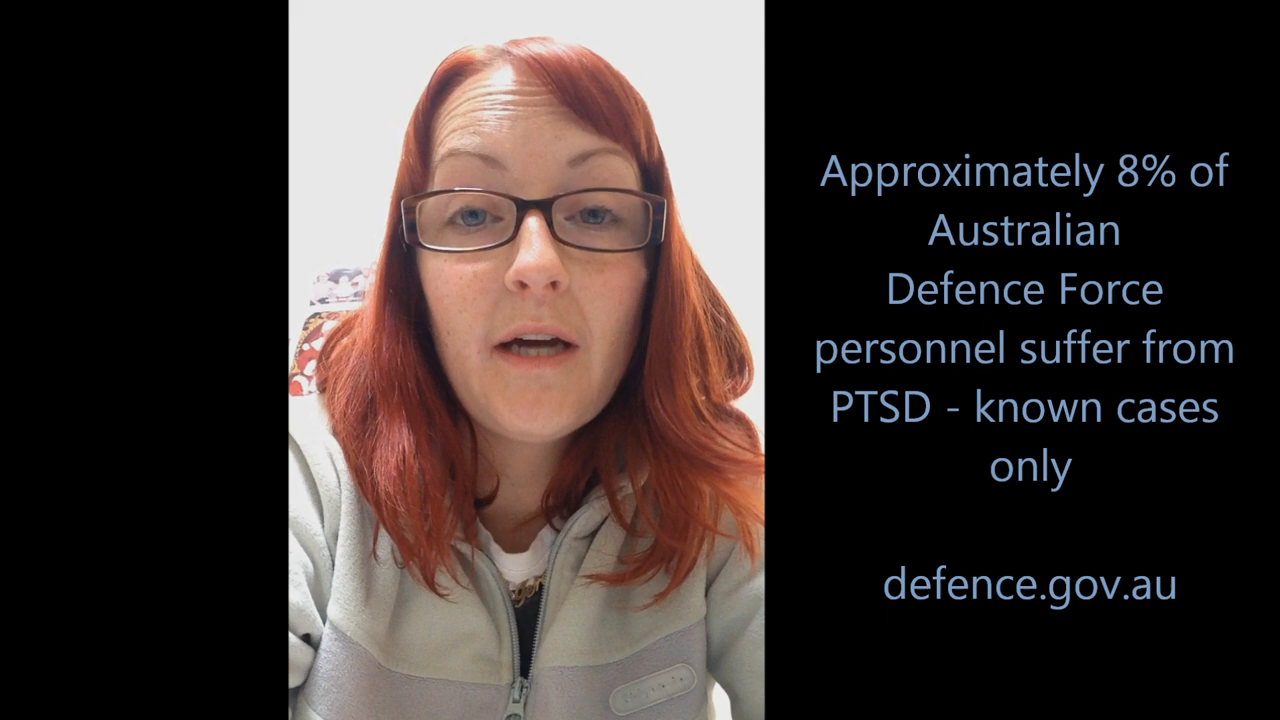 Approximately 8% of
Australian
Defence Force
personnel suffer from
PTSD - known cases
only
defence.gov.au